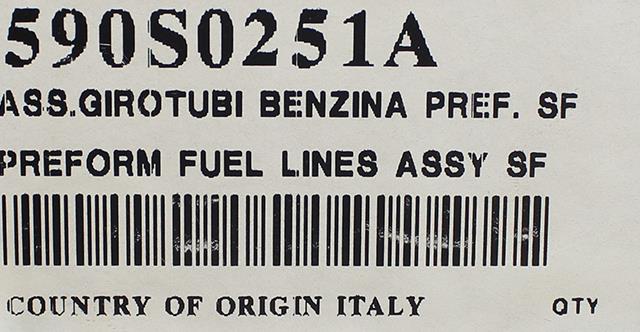 590S0251A
ASS.GIROTUBI BENZINA PREF. SF
PREFORM FUEL LINES ASSY SF
COUNTRY OF ORIGIN ITALY QTY